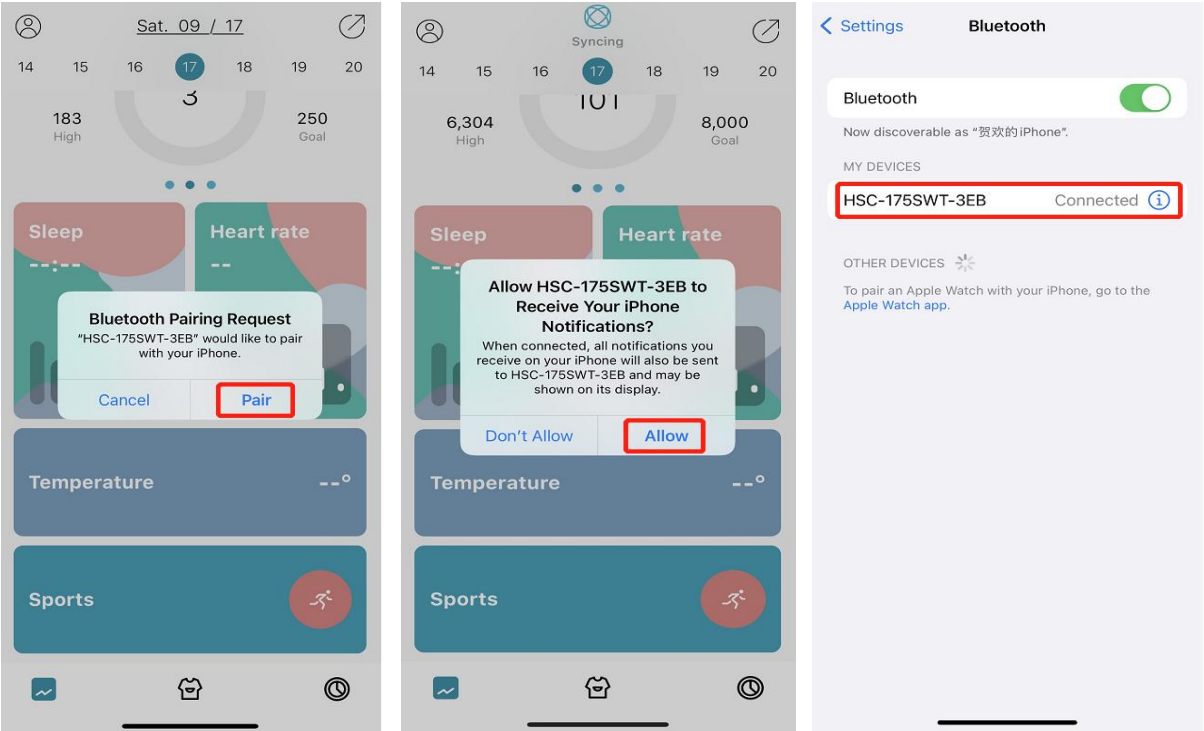 Sat. 09 / 17
14 15 16 17 18 19 20
3
183
High
250
Goal
Sleep
--:--
Heart rate
--
Bluetooth Pairing Request
“HSC-175SWT-3EB” would like to pair
with your iPhone.
Cancel
Pair
Temperature
--°
Sports
Syncing
14 15 16 17 18 19 20
101
6,304
High
8,000
Goal
Sleep
Heart rate
Allow HSC-175SWT-3EB to
Receive Your iPhone
Notifications?
When connected, all notifications you
receive on your iPhone will also be sent
to HSC-175SWT-3EB and may be
shown on its display.
Don’t Allow
Allow
Temperature
--°
Sports
Settings
Bluetooth
Bluetooth
Now discoverable as “贺欢的iPhone”.
MY DEVICES
HSC-175SWT-3EB
Connected
OTHER DEVICES
To pair an Apple Watch with your iPhone, go to the
Apple Watch app.